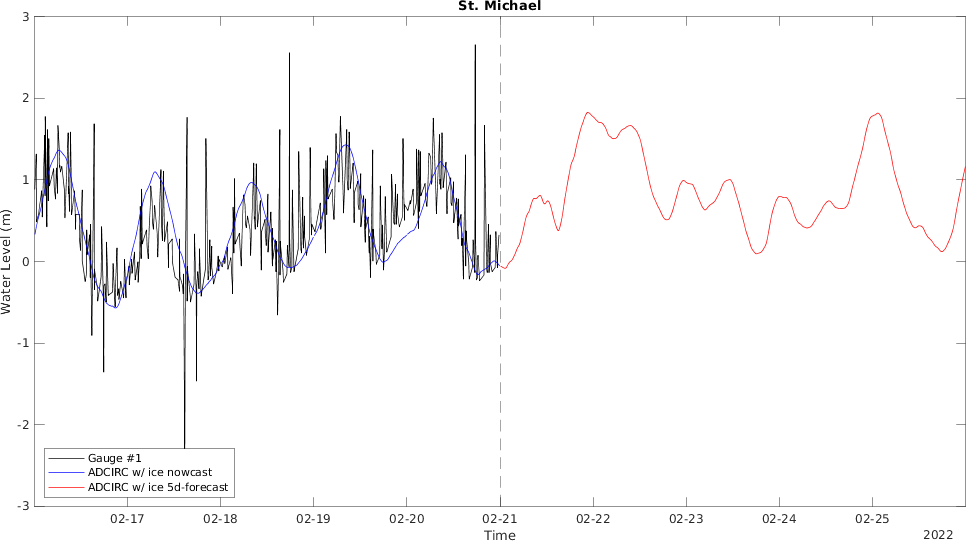 St. Michael
3
2
1
0
-1
-2
-3
Water Level (m)
Gauge #1
ADCIRC w/ ice nowcast
ADCIRC w/ ice 5d-forecast
02-17 02-18 02-19 02-20 02-21 02-22 02-23 02-24 02-25
Time
2022